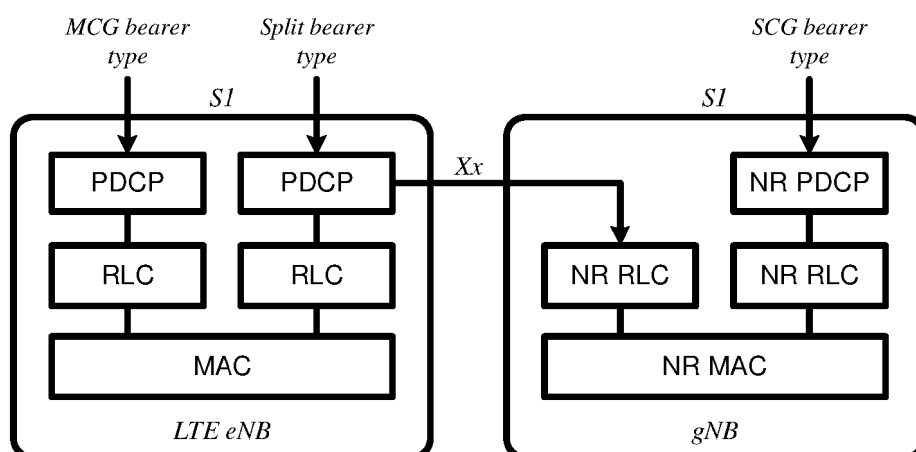 MCG bearer
type
Split bearer
type
SCG bearer
type
S1
S1
PDCP
PDCP
Xx
NR PDCP
RLC
RLC
NR RLC
NR RLC
MAC
NR MAC
LTE eNB
gNB